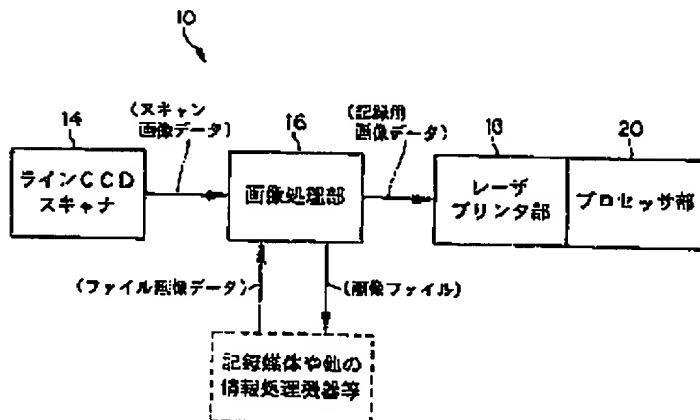 10
14
(スキャン
画像データ)
16
(記録用
画像データ)
18
20
ラインCCD
スキャナ
画像処理部
レーザ
プリンタ部
プロセッサ部
(ファイル画像データ)
(画像ファイル)
記録媒体や他の
情報処理機器等